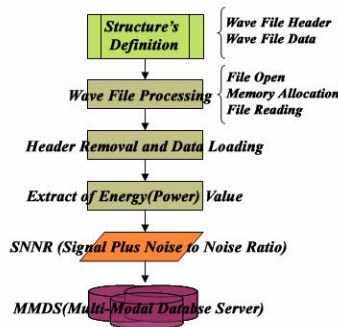 Structure's
Definition
Wave File Header
Wave File Data
Wave File Processing
File Open
Memory Allocation
File Reading
Header Removal and Data Loading
Extract of Energy(Power) Value
SNNR (Signal Plus Noise to Noise Ratio)
MMDS(Multi-Modal Databse Server)